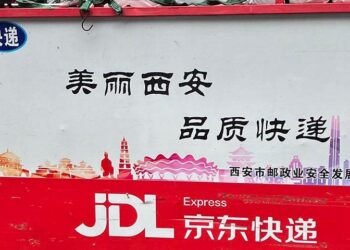 快递
美丽西安
品质快递
西安市邮政业安全发展
Express
JDL 京东快递